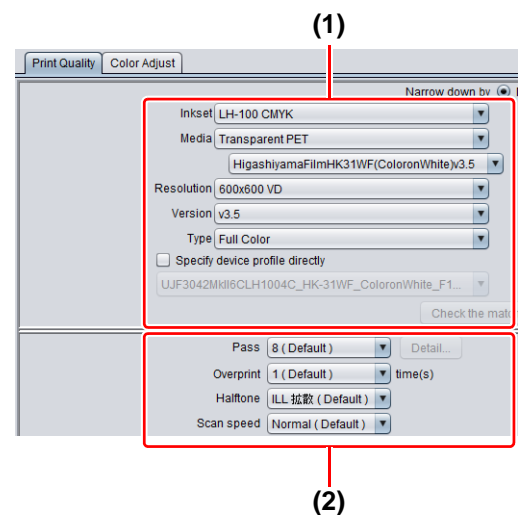 (1)
Print Quality Color Adjust
Narrow down by
Inkset LH-100 CMYK
Media Transparent PET
HigashiyamaFilmHK31WF(ColoronWhite)v3.5
Resolution 600x600 VD
Version v3.5
Type Full Color
Specify device profile directly
UJF3042MkII6CLH1004C_HK-31WF_ColoronWhite_F1...
Check the matc
Pass 8 ( Default ) Detail...
Overprint 1 ( Default ) time(s)
Halftone ILL 拡散 ( Default )
Scan speed Normal ( Default )
(2)